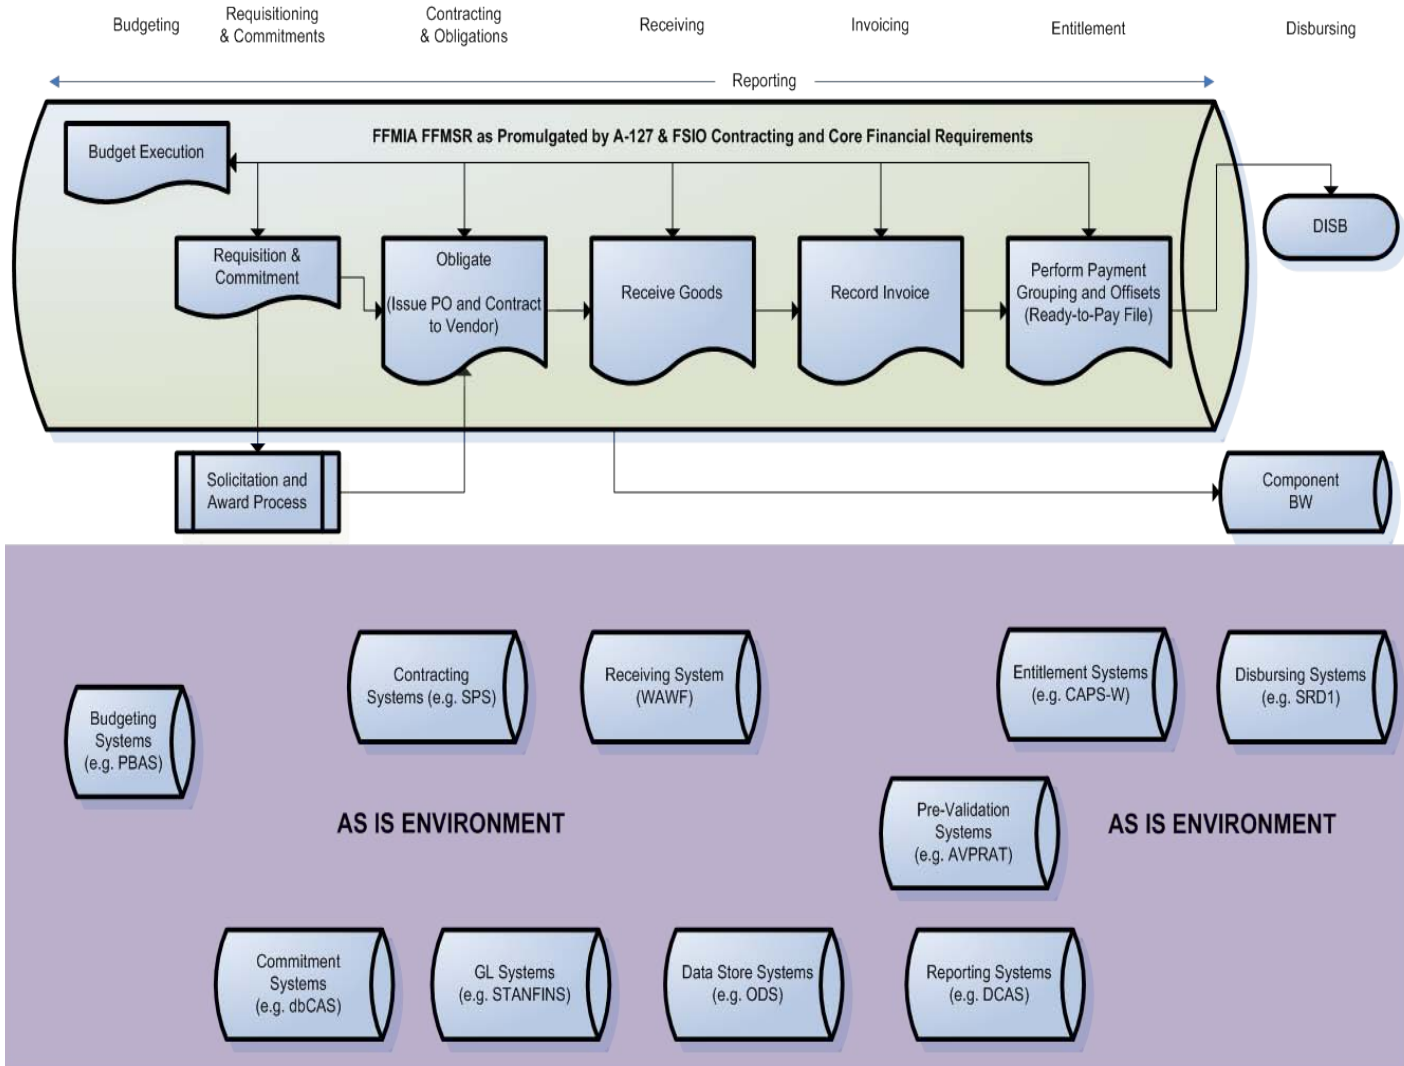 Budgeting
Requisitioning
& Commitments
Contracting
& Obligations
Receiving
Invoicing
Entitlement
Disbursing
Reporting
FFMIA FFMSR as Promulgated by A-127 & FSIO Contracting and Core Financial Requirements
Budget Execution
Requisition &
Commitment
Obligate
(Issue PO and Contract
to Vendor)
Receive Goods
Record Invoice
Perform Payment
Grouping and Offisets
(Ready-to-Pay File)
DISB
Solicitation and
Award Process
Component
BW
Budgeting
Systems
(e.g. PBAS)
Contracting
Systems (e.g. SPS)
Receiving System
(WAWF)
Entitlement Systems
(e.g. CAPS-W)
Disbursing Systems
(e.g. SRD1)
Pre-Validation
Systems
(e.g. AVPRAT)
AS IS ENVIRONMENT
AS IS ENVIRONMENT
Commitment
Systems
(e.g. dbCAS)
GL Systems
(e.g. STANFINS)
Data Store Systems
(e.g. ODS)
Reporting Systems
(e.g. DCAS)